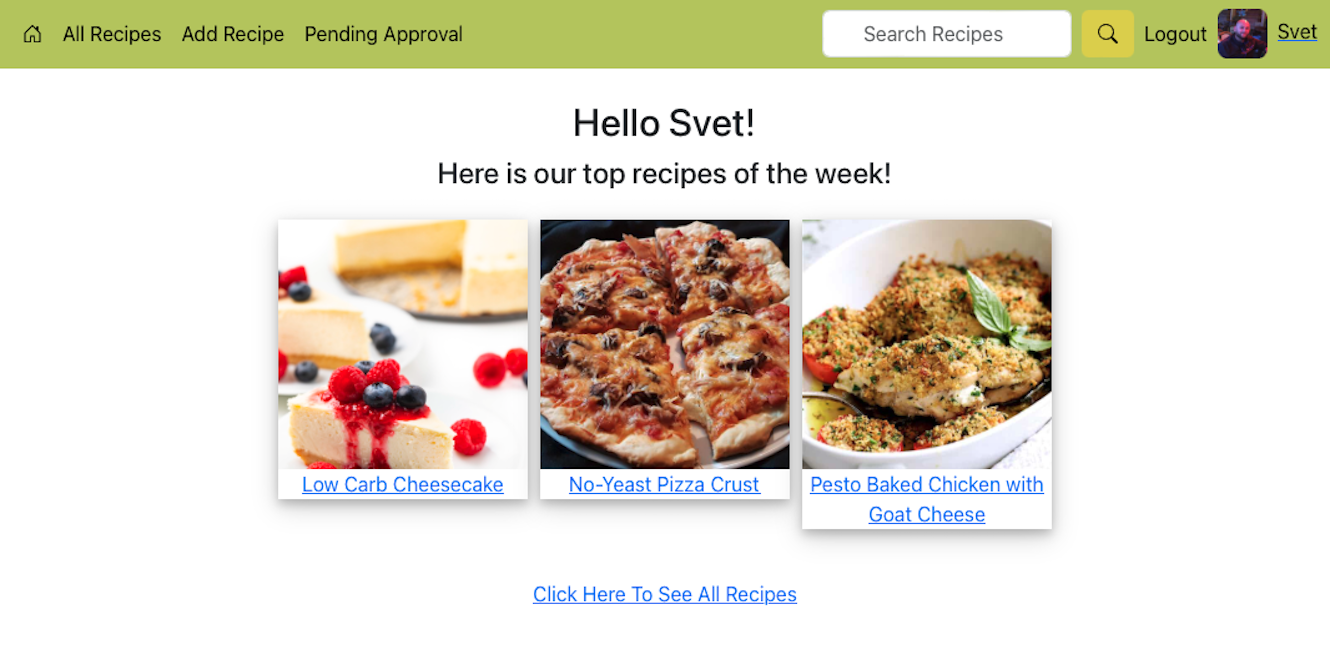 All Recipes Add Recipe Pending Approval Search Recipes Logout Svet
Hello Svet!
Here is our top recipes of the week!
Low Carb Cheesecake No-Yeast Pizza Crust Pesto Baked Chicken with
Goat Cheese
Click Here To See All Recipes